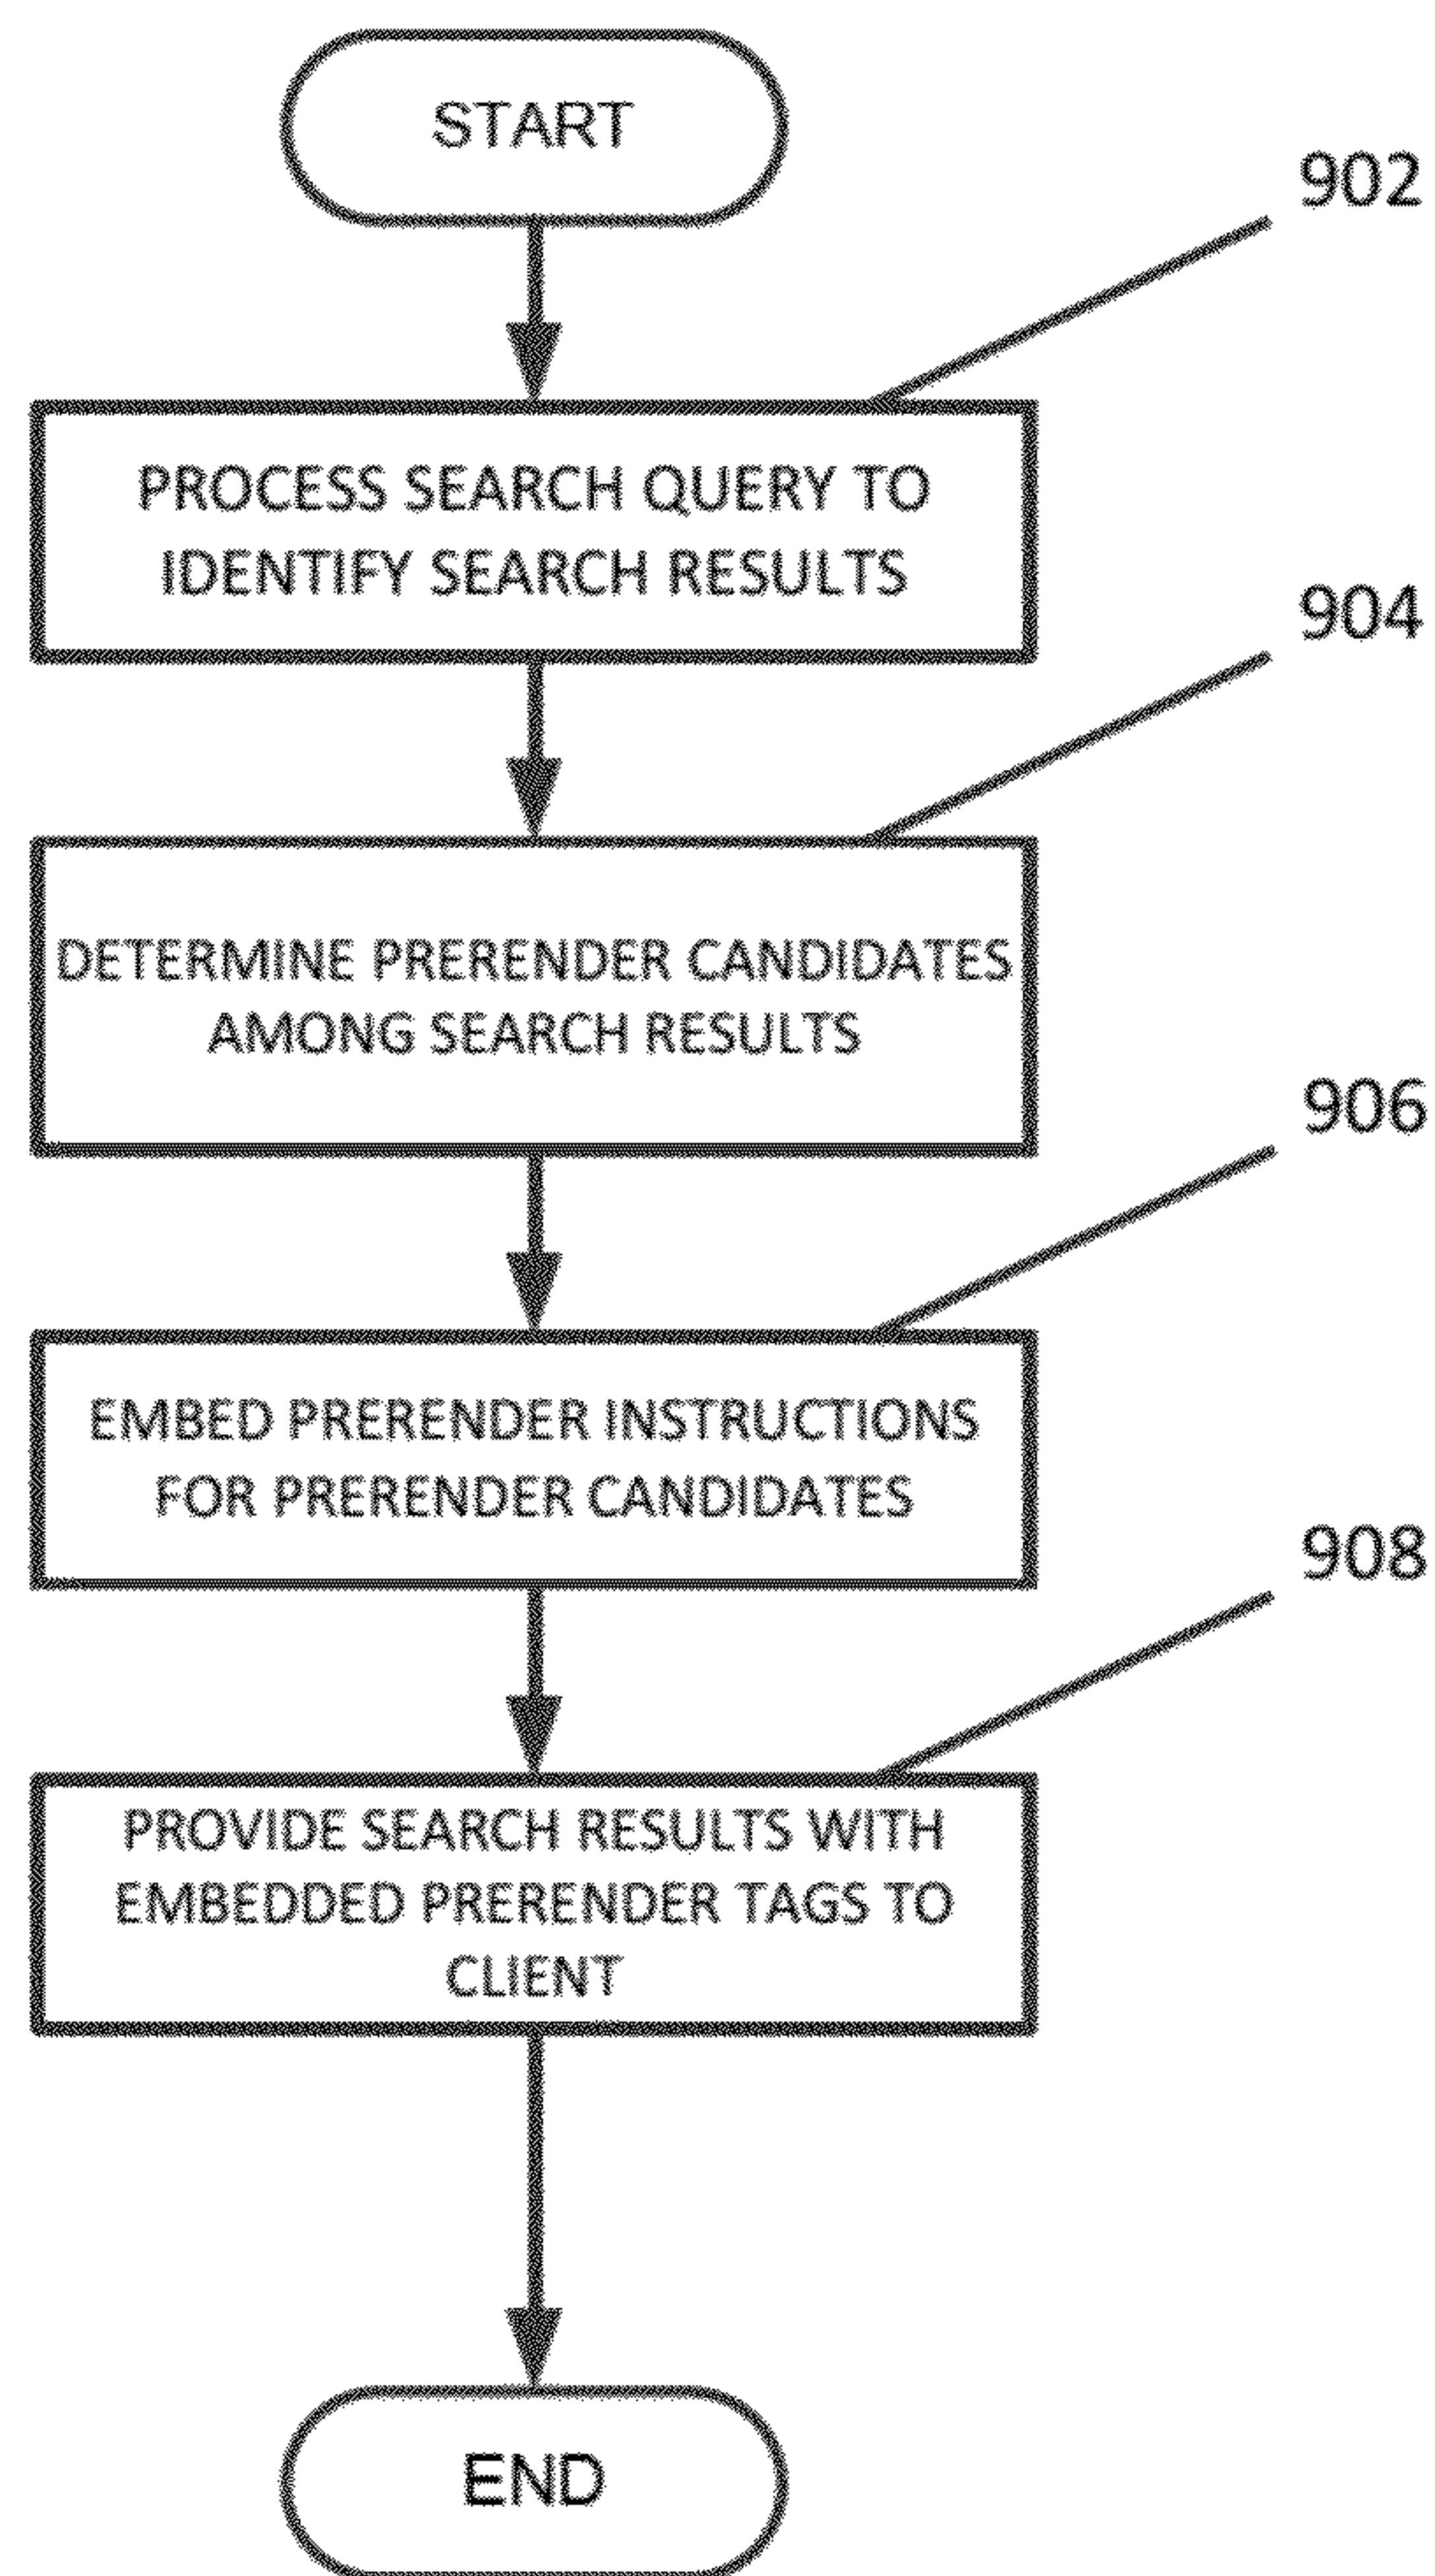 START
902
PROCESS SEARCH QUERY TO
IDENTIFY SEARCH RESULTS
904
DETERMINE PRERENDER CANDIDATES
AMONG SEARCH RESULTS
906
EMBED PRERENDER INSTRUCTIONS
FOR PRERENDER CANDIDATES
908
PROVIDE SEARCH RESULTS WITH
EMBEDDED PRERENDER TAGS TO
CLIENT
END